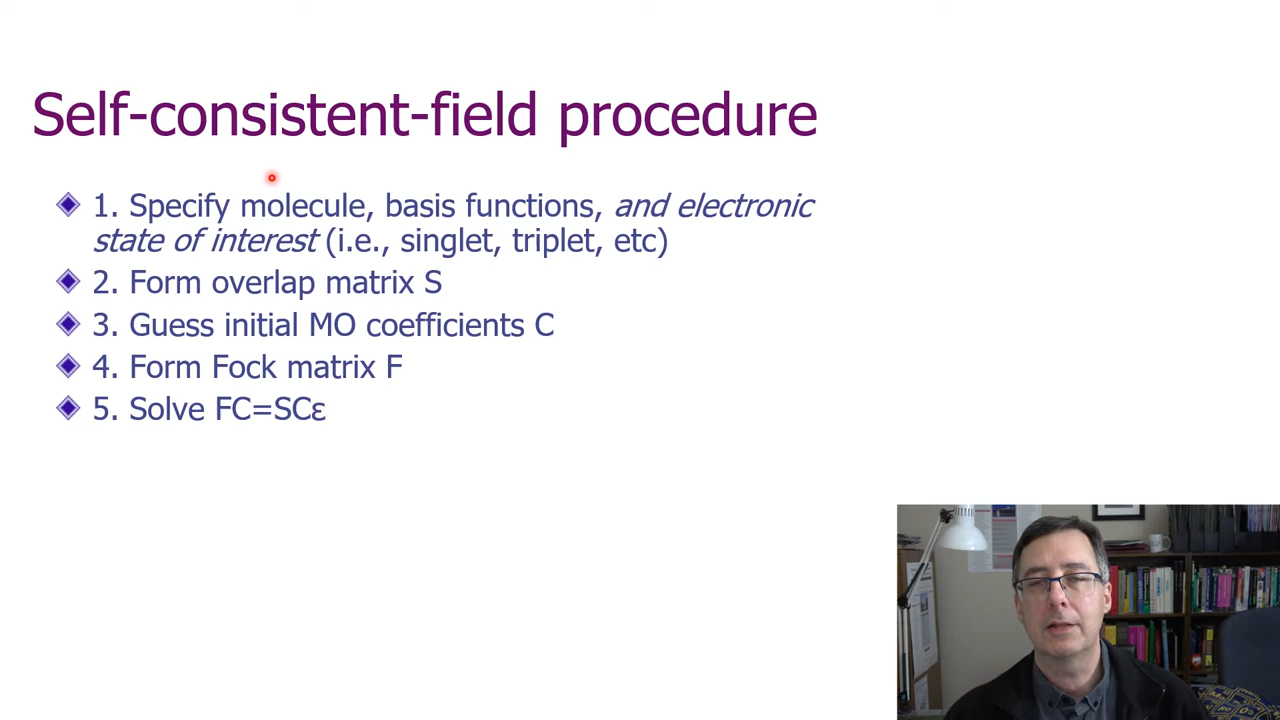 Self-consistent-field procedure
1. Specify molecule, basis functions, and electronic
state of interest (i.e., singlet, triplet, etc)
2. Form overlap matrix S
3. Guess initial MO coefficients C
4. Form Fock matrix F
5. Solve FC=SCε